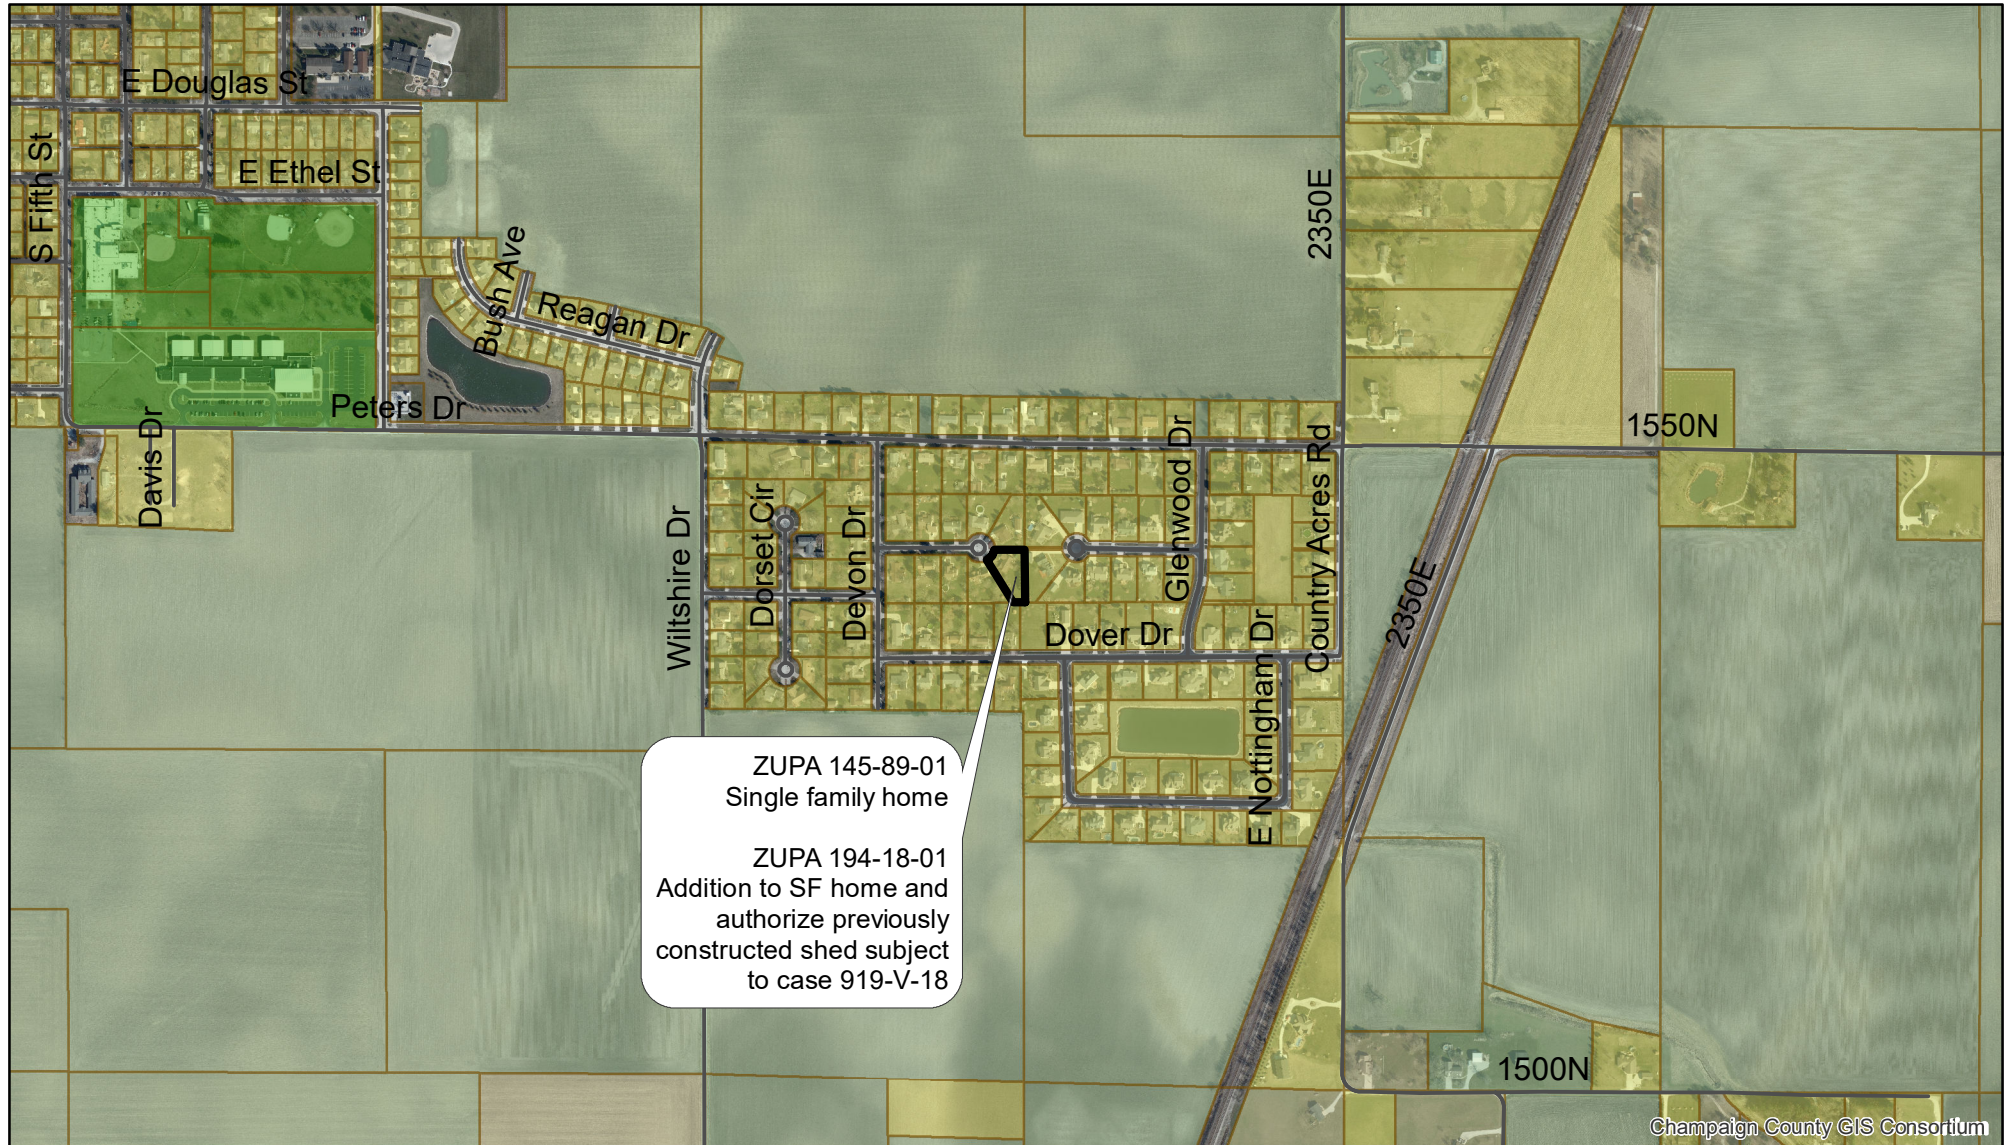 E Douglas St
S Fifth St
E Ethel St
2350E
Bush Ave
Reagan Dr
Peters Dr
Davis Dr
1550N
Glenwood Dr
Country Acres Rd
Wiltshire Dr
Dorset Cir
Devon Dr
2350E
Dover Dr
E Nottingham Dr
ZUPA 145-89-01
Single family home
ZUPA 194-18-01
Addition to SF home and
authorize previously
constructed shed subject
to case 919-V-18
1500N
Champaign County GIS Consortium